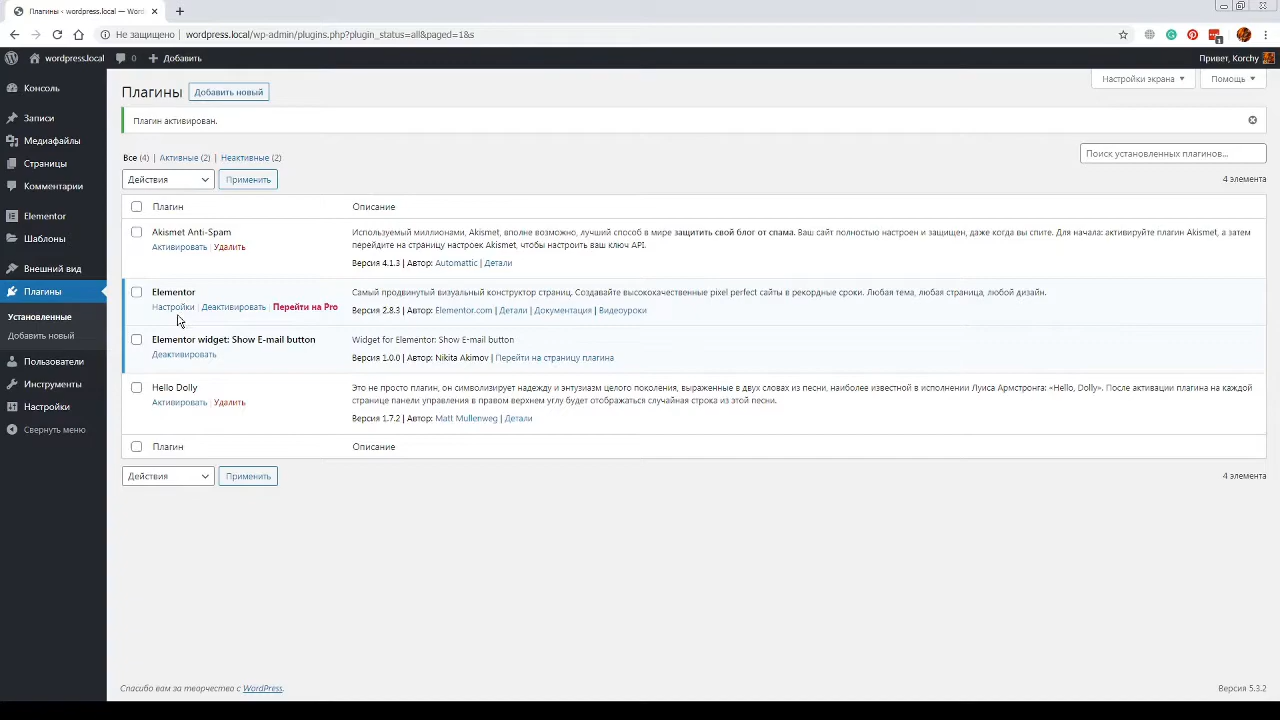 Плагины ‹ wordpress.local — Word
Не защищено
wordpress.local/wp-admin/plugins.php?plugin_status=all&paged=1&s
wordpress.local
0
Добавить
Привет, Korchy
Консоль
Записи
Медиафайлы
Страницы
Комментарии
Elementor
Шаблоны
Внешний вид
Плагины
Установленные
Добавить новый
Пользователи
Инструменты
Настройки
Свернуть меню
Настройки экрана
Помощь
Плагины
Добавить новый
Плагин активирован.
Все (4) | Активные (2) | Неактивные (2)
Поиск установленных плагинов...
Действия
Применить
4 элемента
Плагин
Описание
Akismet Anti-Spam
Активировать | Удалить
Используемый миллионами, Akismet, вполне возможно, лучший способ в мире защитить свой блог от спама. Ваш сайт полностью настроен и защищен, даже когда вы спите. Для начала: активируйте плагин Akismet, а затем
перейдите на страницу настроек Akismet, чтобы настроить ваш ключ API.
Версия 4.1.3 | Автор: Automattic | Детали
Elementor
Настройки | Деактивировать | Перейти на Pro
Самый продвинутый визуальный конструктор страниц. Создавайте высококачественные pixel perfect сайты в рекордные сроки. Любая тема, любая страница, любой дизайн.
Версия 2.8.3 | Автор: Elementor.com | Детали | Документация | Видеоуроки
Elementor widget: Show E-mail button
Деактивировать
Widget for Elementor: Show E-mail button
Версия 1.0.0 | Автор: Nikita Akimov | Перейти на страницу плагина
Hello Dolly
Активировать | Удалить
Это не просто плагин, он символизирует надежду и энтузиазм целого поколения, выраженные в двух словах из песни, наиболее известной в исполнении Луиса Армстронга: «Hello, Dolly». После активации плагина на каждой
странице панели управления в правом верхнем углу будет отображаться случайная строка из этой песни.
Версия 1.7.2 | Автор: Matt Mullenweg | Детали
Плагин
Описание
Действия
Применить
4 элемента
Спасибо вам за творчество с WordPress.
Версия 5.3.2